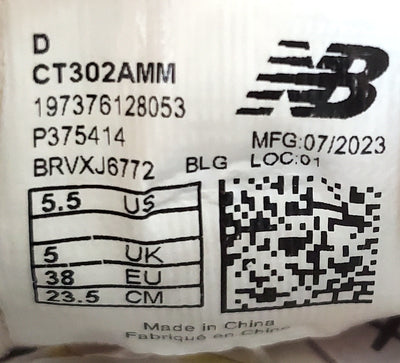 D
CT302AMM
197376128053
P375414
BRVXJ6772 BLG
NB
MFG:07/2023
LOC:01
5.5 US
5 UK
38 EU
23.5 CM
Made in China
Fabriqué en Chine